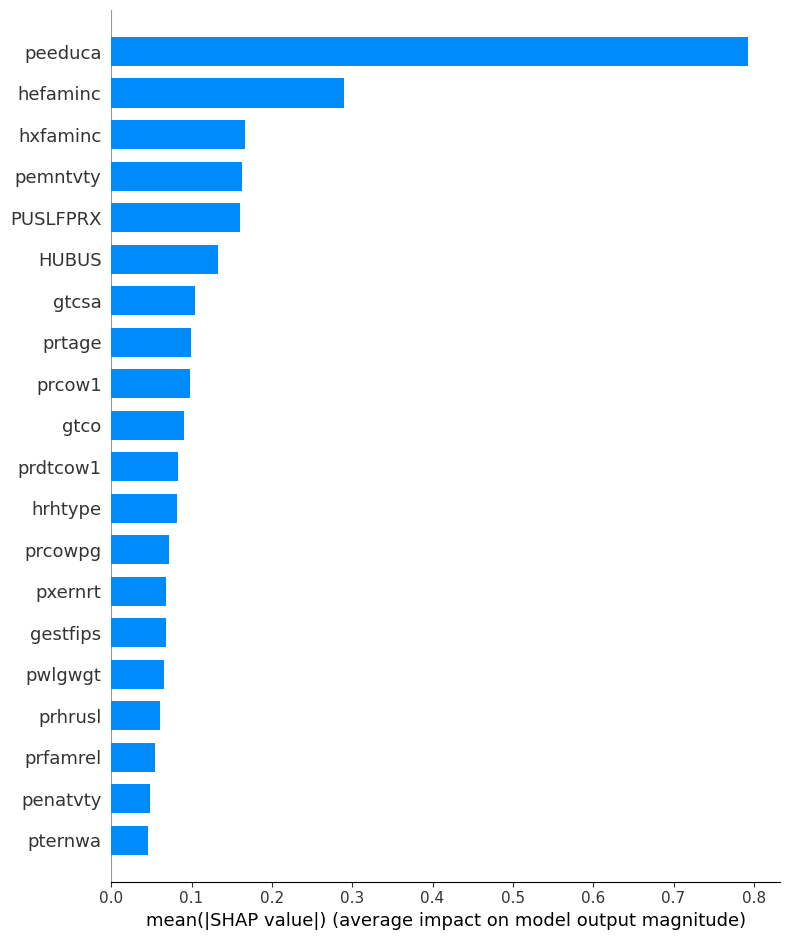 peeduca
hefaminc
hxfaminc
pemntvty
PUSLFPRX
HUBUS
gtcsa
prtage
prcow1
gtco
prdtcow1
hrhtype
prcowpg
pxernrt
gestfips
pwlgwgt
prhrusl
prfamrel
penatvty
pternwa
0.0 0.1 0.2 0.3 0.4 0.5 0.6 0.7 0.8
mean(|SHAP value|) (average impact on model output magnitude)